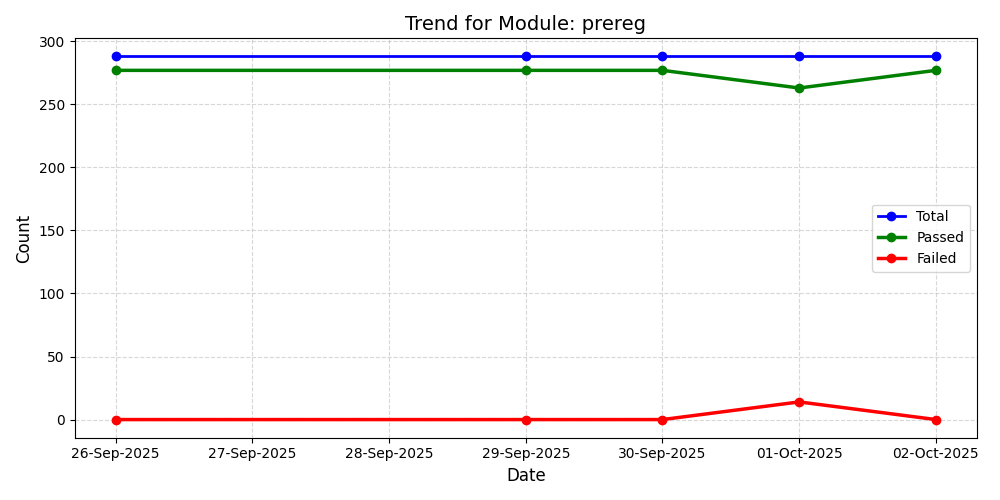 Trend for Module: prereg
Count
300
250
200
150
100
50
0
Total
Passed
Failed
26-Sep-2025 27-Sep-2025 28-Sep-2025 29-Sep-2025 30-Sep-2025 01-Oct-2025 02-Oct-2025
Date